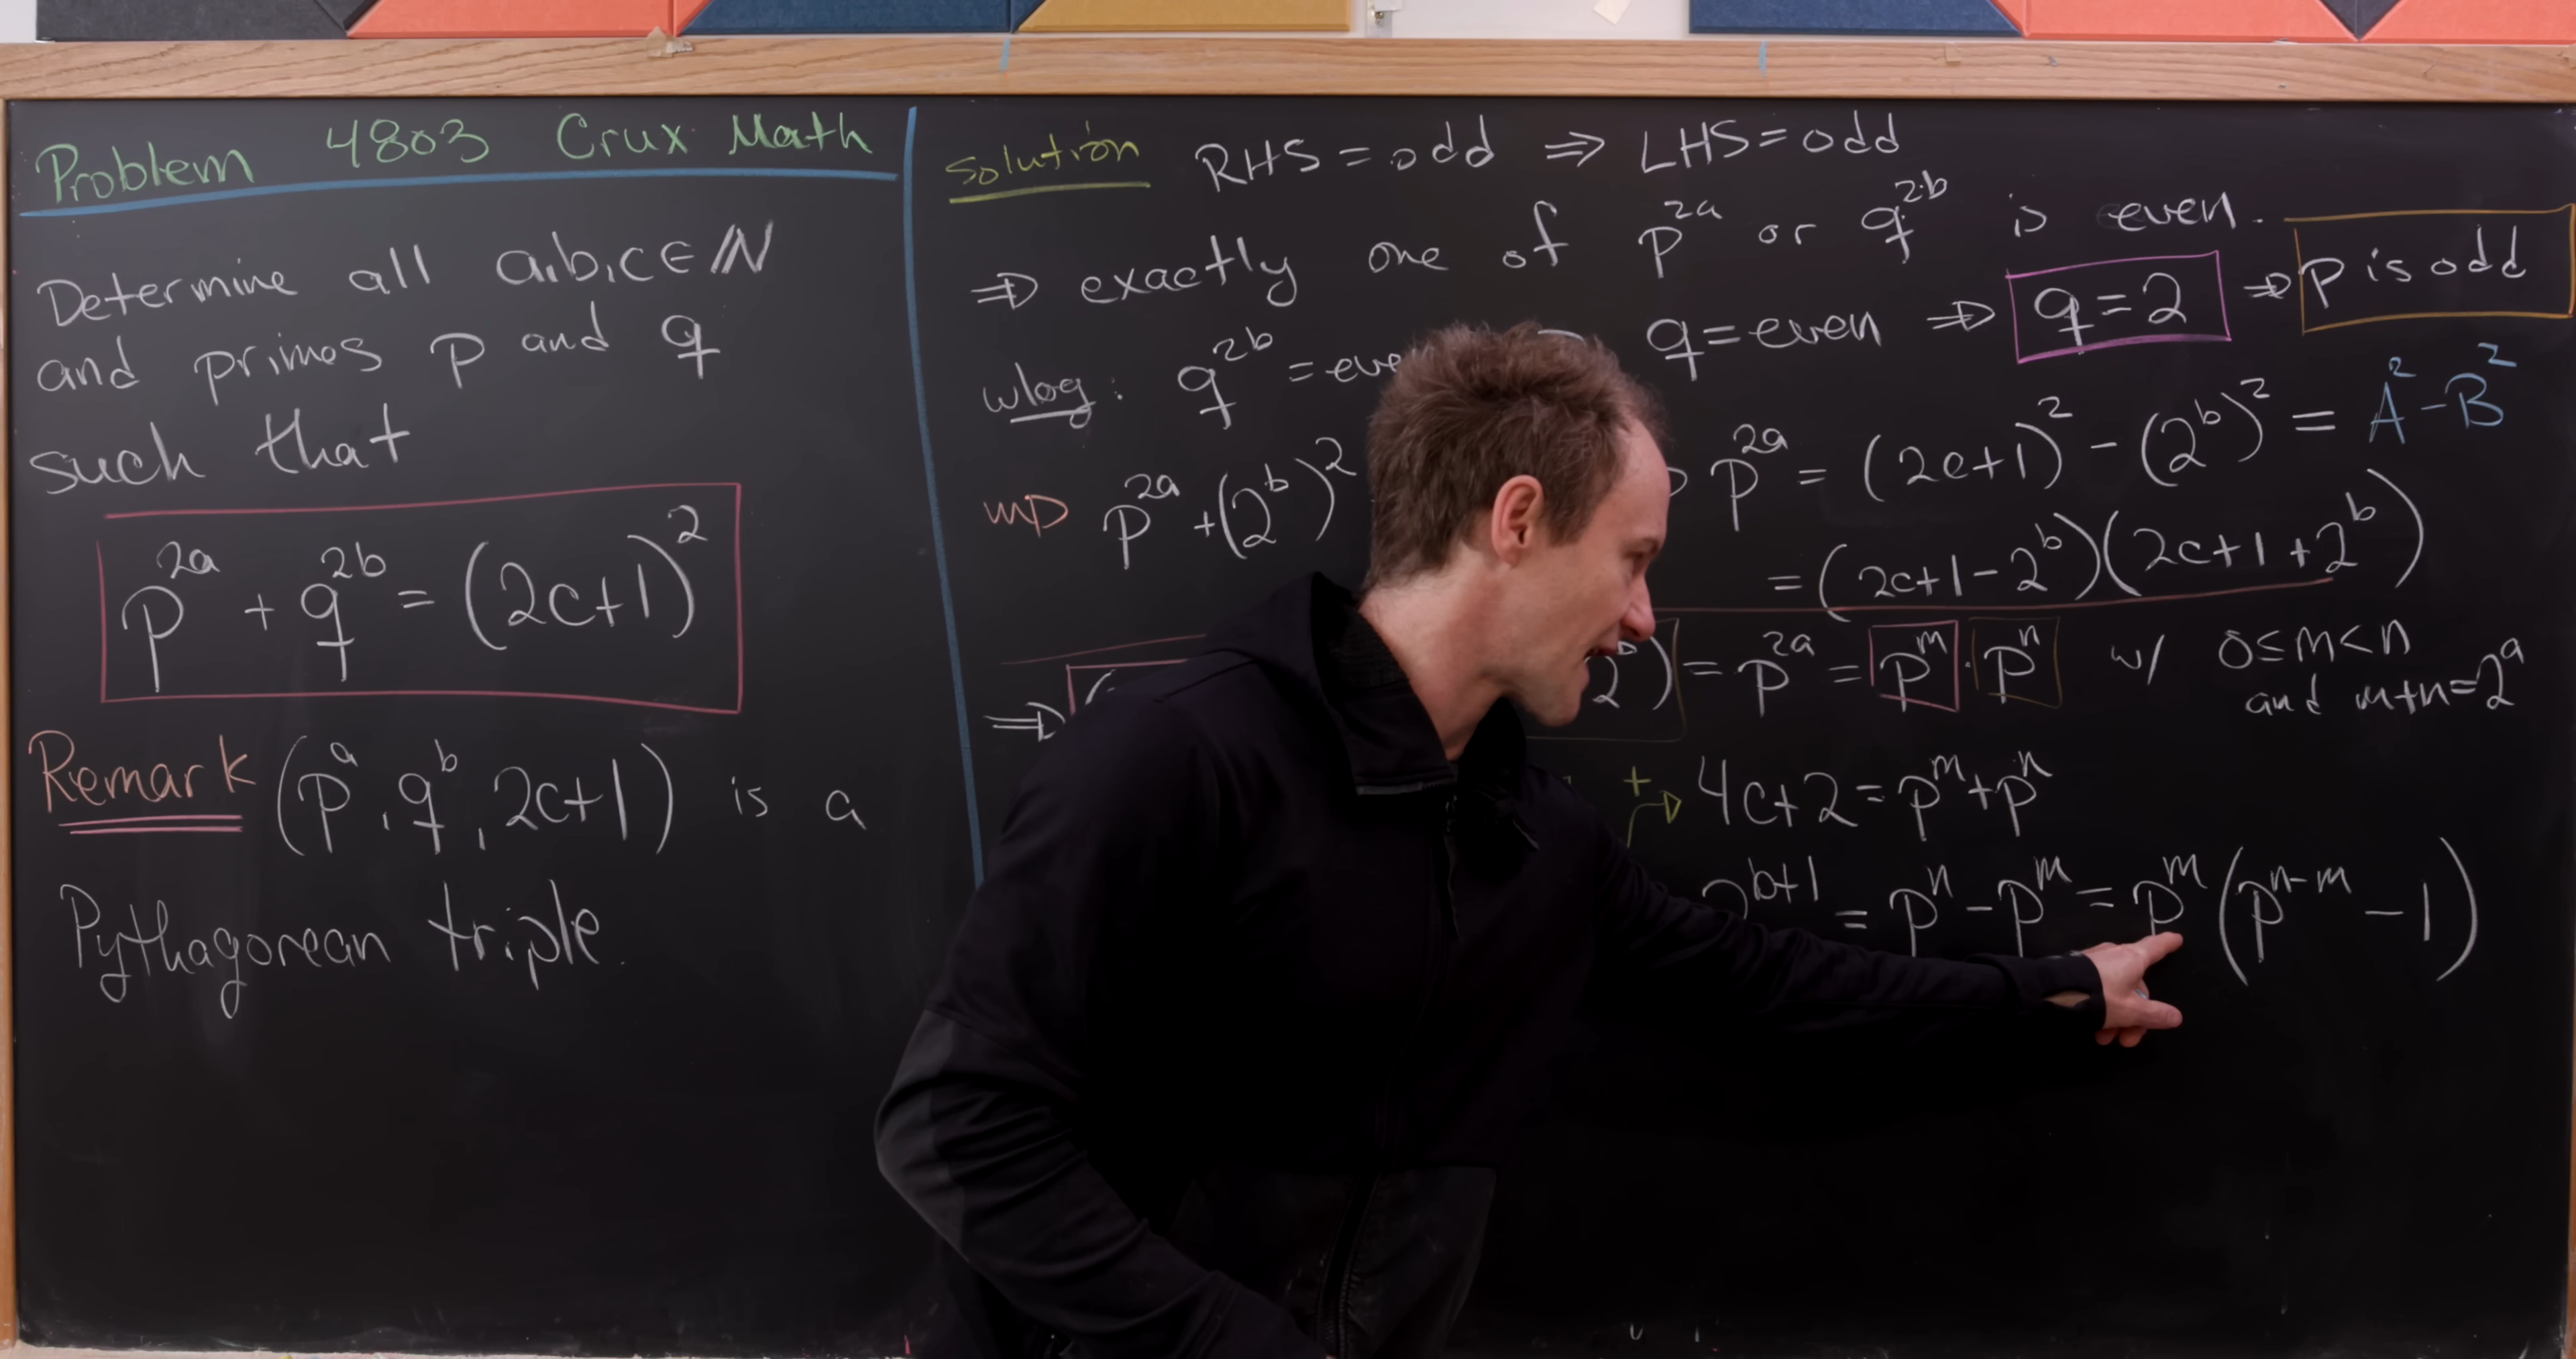 Problem 4803 Crux Math
Determine all a,b,c ∈ ℕ
and primes p and q
such that
p^{2a} + q^{2b} = (2c+1)^2
Remark (p^a, q^b, 2c+1) is a
Pythagorean triple.
Solution RHS = odd ⇒ LHS = odd
⇒ exactly one of p^{2a} or q^{2b} is even.
wlog: q^{2b} = eve q = even ⇒ q = 2 ⇒ p is odd
p^{2a} + (2^b)^2 p^{2a} = (2c+1)^2 - (2^b)^2 = A^2 - B^2
= (2c+1-2^b)(2c+1+2^b)
⇒ ( 2^b) = p^{2a} = p^m · p^n w/ 0 ≤ m < n
and m+n=2^a
+ 4c+2 = p^m + p^n
2^{b+1} = p^n - p^m = p^m (p^{n-m} - 1)